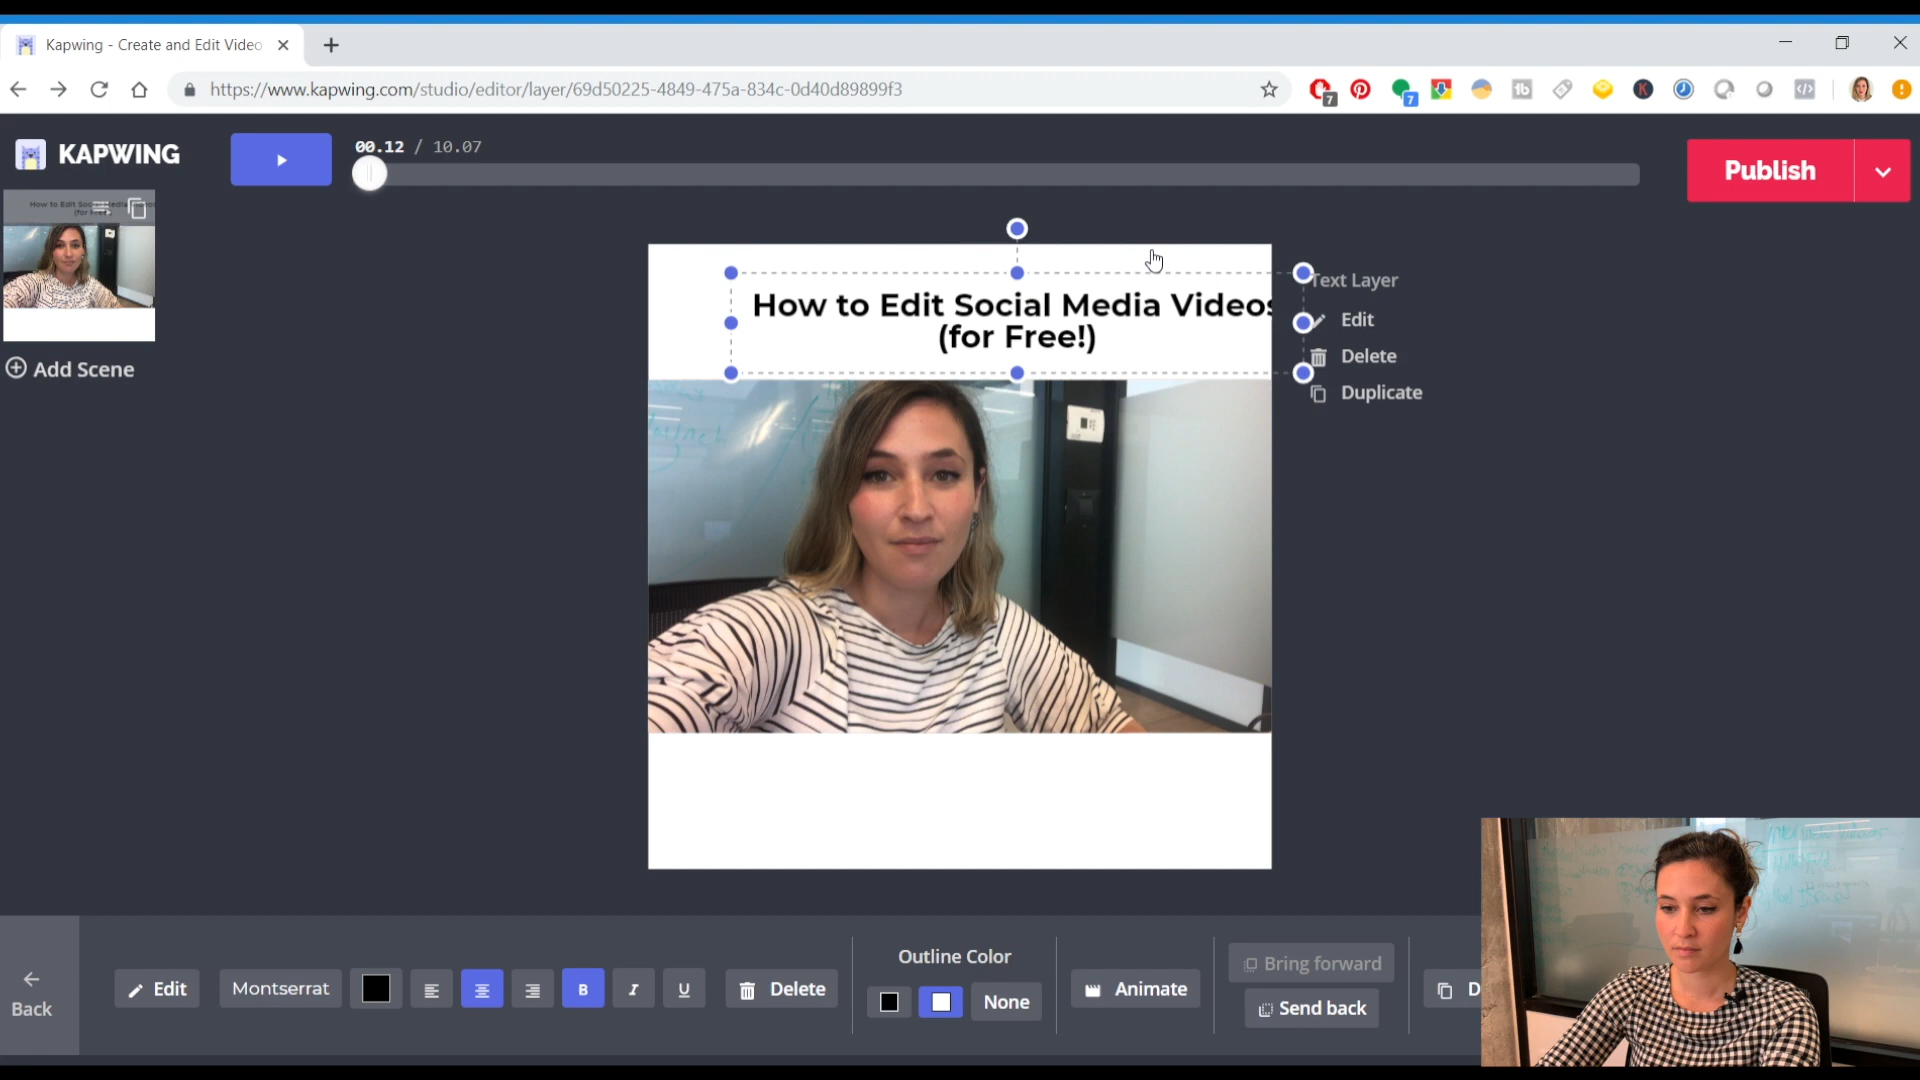 Kapwing - Create and Edit Video
https://www.kapwing.com/studio/editor/layer/69d50225-4849-475a-834c-0d40d89899f3
7
7
KAPWING
00.12 / 10.07
Publish
How to Edit Social Media Videos
(for Free!)
Text Layer
Edit
Delete
Duplicate
Add Scene
Back
Edit
Montserrat
B
I
U
Delete
Outline Color
None
Animate
Bring forward
Send back
D